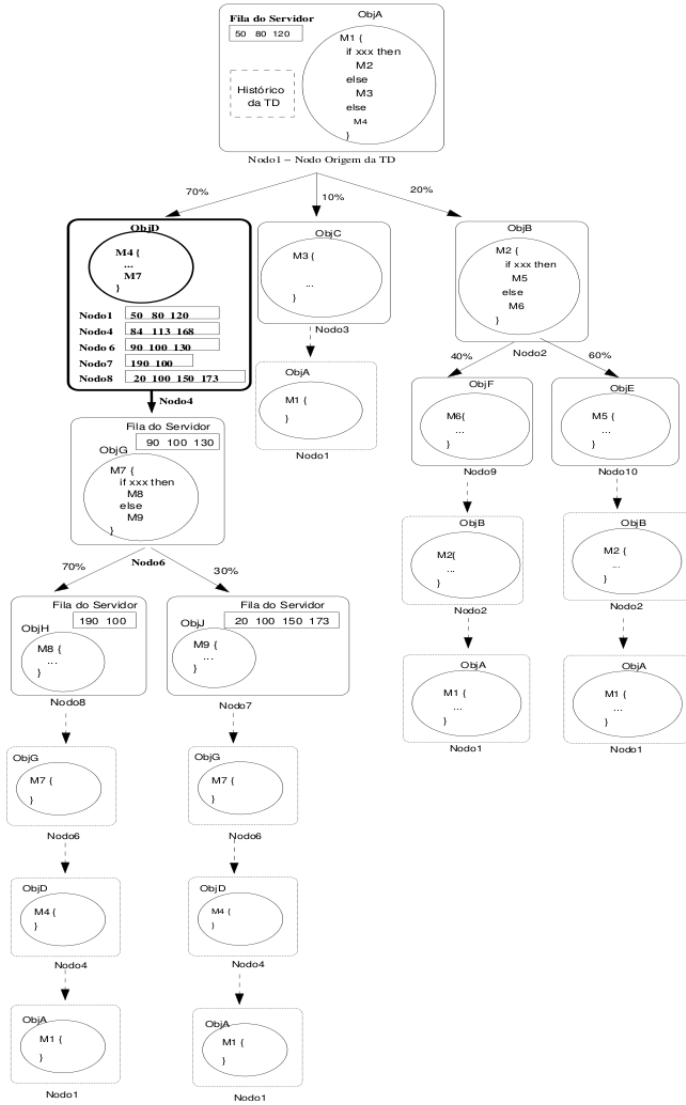 ObjA
Fila do Servidor
50 80 120
M1 {
if xxx then
M2
else
M3
else
M4
}
Histórico
da TD
Nodo1 – Nodo Origem da TD
70%
10%
20%
ObjD
M4 {
...
M7
}
Nodo1 50 80 120
Nodo4 84 113 168
Nodo 6 90 100 130
Nodo7 190 100
Nodo8 20 100 150 173
Nodo4
ObjC
M3 {
...
}
Nodo3
ObjA
M1 {
}
Nodo1
ObjB
M2 {
if xxx then
M5
else
M6
}
Nodo2
40%
60%
ObjF
M6{
...
}
Nodo9
ObjE
M5 {
...
}
Nodo10
ObjB
M2{
...
}
Nodo2
ObjB
M2 {
...
}
Nodo2
ObjA
M1 {
...
}
Nodo1
ObjA
M1 {
...
}
Nodo1
Fila do Servidor
90 100 130
ObjG
M7 {
if xxx then
M8
else
M9
}
Nodo6
70%
30%
Fila do Servidor
190 100
ObjH
M8 {
...
}
Nodo8
Fila do Servidor
20 100 150 173
ObjJ
M9 {
...
}
Nodo7
ObjG
M7 {
}
Nodo6
ObjG
M7 {
}
Nodo6
ObjD
M4 {
}
Nodo4
ObjD
M4 {
}
Nodo4
ObjA
M1 {
}
Nodo1
ObjA
M1 {
}
Nodo1